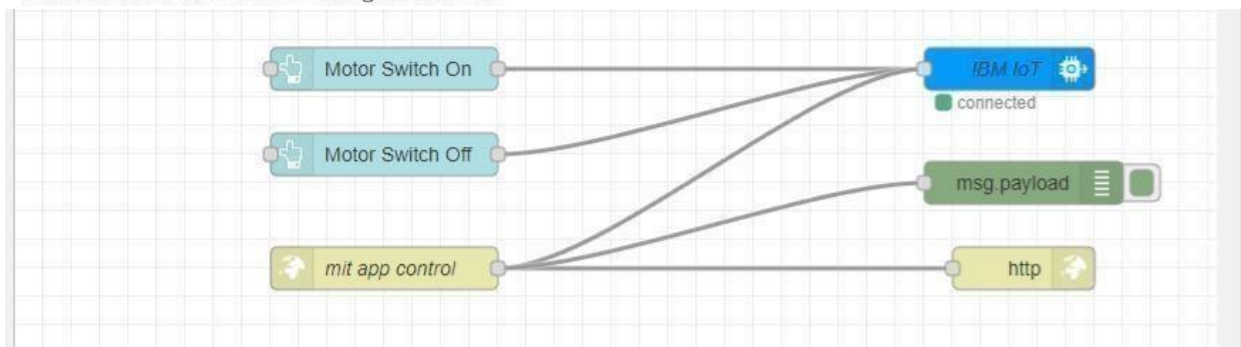 Motor Switch On
IBM IoT
connected
Motor Switch Off
msg.payload
mit app control
http